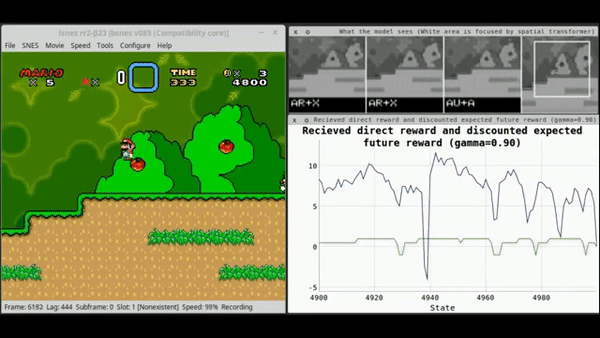 lsnes rr2-β23 [bsnes v085 (Compatibility core)]
File SNES Movie Speed Tools Configure Help
MARIO
x 5
x
0
TIME
333
x 3
4800
Frame: 6182 Lag: 444 Subframe: 0 Slot: 1 [Nonexistent] Speed: 98% Recording
x o What the model sees (White area is focused by spatial transformer)
AR+X
AR+X
AU+A
x o Recieved direct reward and discounted expected future reward (gamma=0.90)
Recieved direct reward and discounted expected
future reward (gamma=0.90)
10
5
0
-5
4900
4920
4940
4960
4980
State